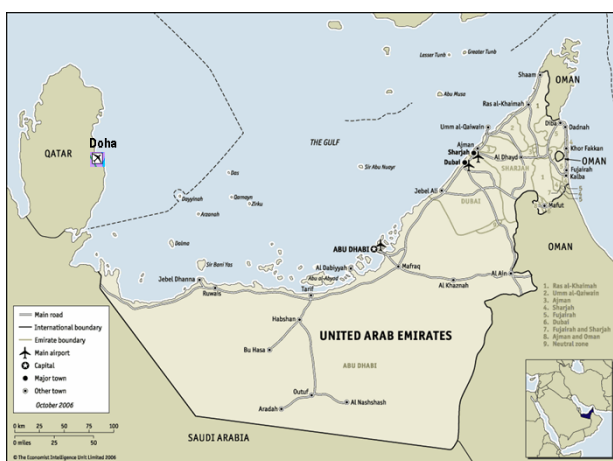 Lesser Tunb
Greater Tunb
OMAN
Shaam
Abu Musa
Ras al-Khaimah
Doha
QATAR
THE GULF
Umm al-Qaiwain
Diba
Dadnah
Ajman
Sharjah
Dubai
Khor Fakkan
Al Dhayd
OMAN
SHARJAH
Fujairah
Kalba
Das
Sir Abu Nueyr
Dayyinah
Qarnayn
Zirku
Arzanah
Jebel Ali
DUBAI
Mafut
Dalma
ABU DHABI
OMAN
Sir Bani Yas
Al Dabiyyah
Mafraq
Jebel Dhanna
Abu al-Abyad
Al Khaznah
Al Ain
Ruwais
Tarif
1. Ras al-Khaimah
2. Umm al-Qaiwain
3. Ajman
4. Sharjah
5. Fujairah
6. Dubai
7. Fujairah and Sharjah
8. Ajman and Oman
9. Neutral zone
Main road
International boundary
Emirate boundary
Main airport
Capital
Major town
Other town
October 2006
Habshan
UNITED ARAB EMIRATES
Bu Hasa
ABU DHABI
Outuf
Aradah
Al Nashshash
0 km 25 50 75 100
0 miles 25 50
SAUDI ARABIA
© The Economist Intelligence Unit Limited 2006